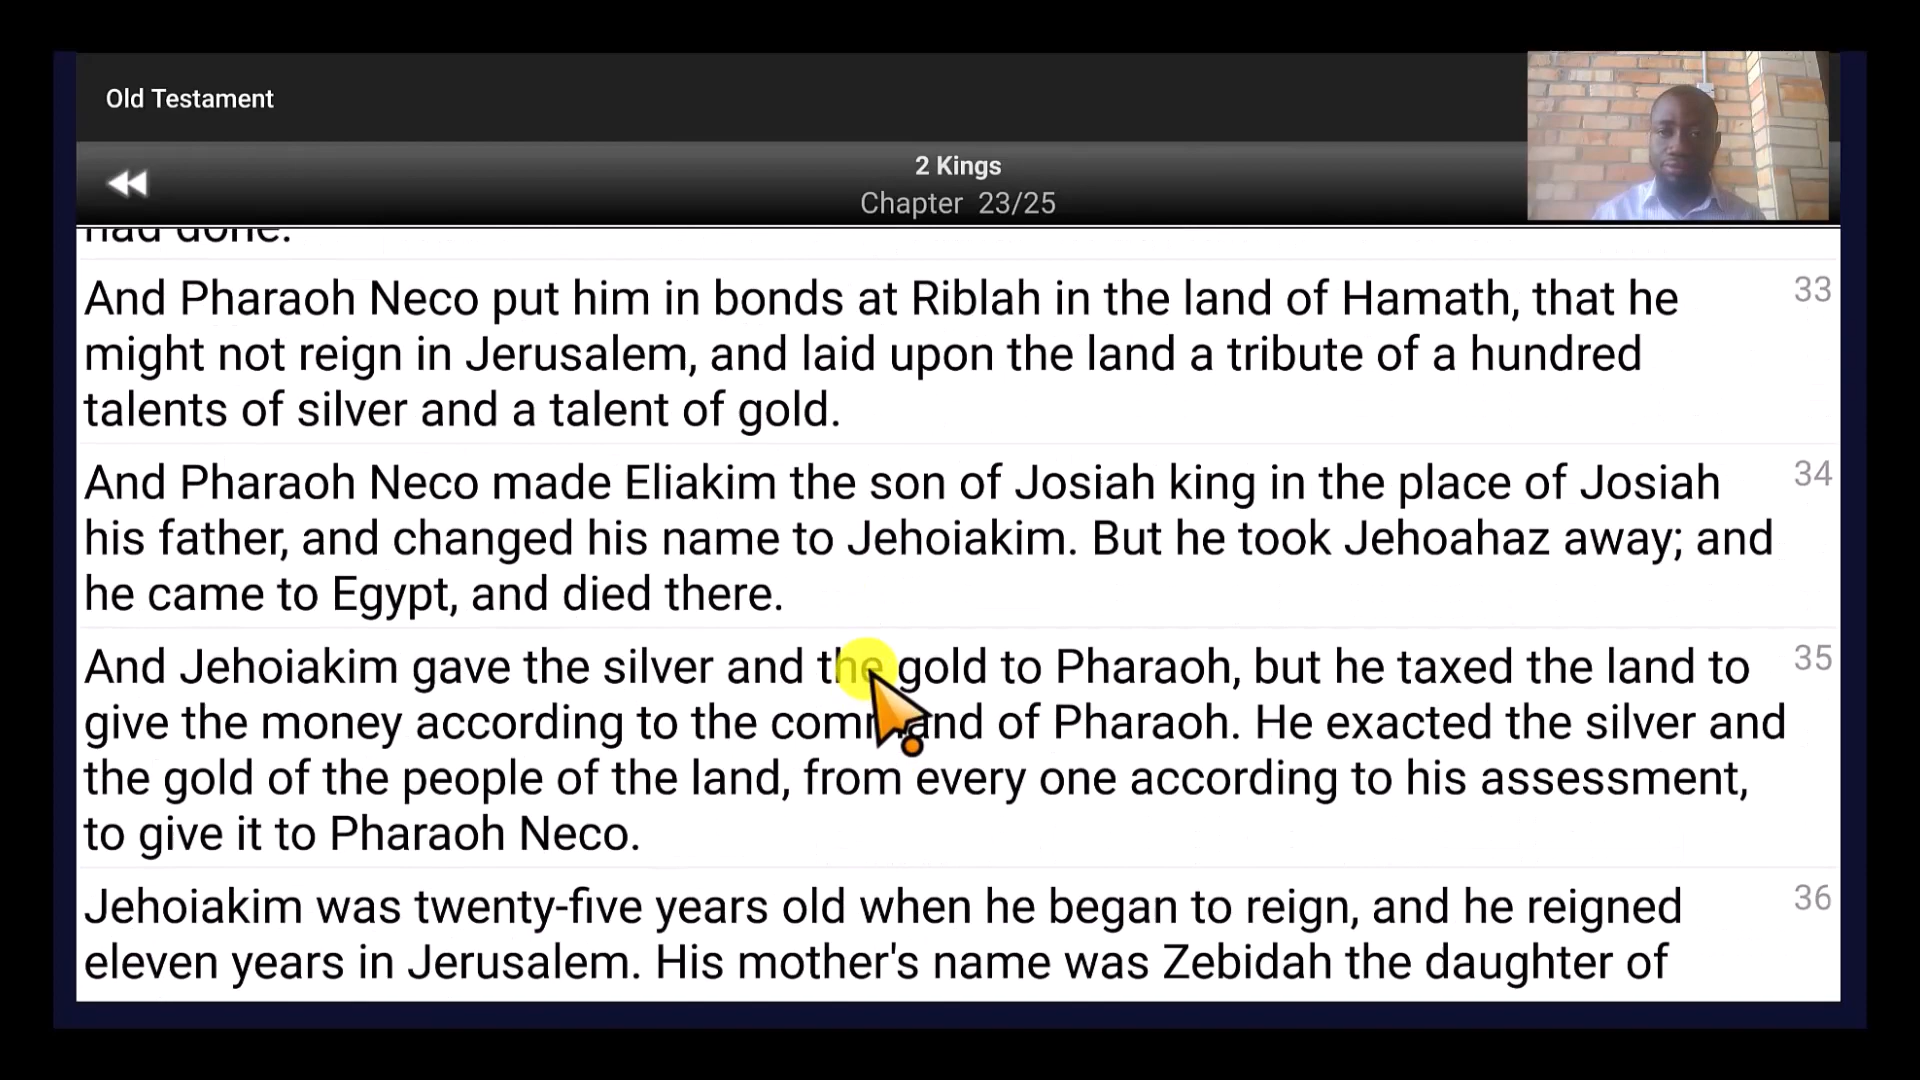 Old Testament
2 Kings
Chapter 23/25
had done.
And Pharaoh Neco put him in bonds at Riblah in the land of Hamath, that he 33
might not reign in Jerusalem, and laid upon the land a tribute of a hundred
talents of silver and a talent of gold.
And Pharaoh Neco made Eliakim the son of Josiah king in the place of Josiah 34
his father, and changed his name to Jehoiakim. But he took Jehoahaz away; and
he came to Egypt, and died there.
And Jehoiakim gave the silver and the gold to Pharaoh, but he taxed the land to 35
give the money according to the command of Pharaoh. He exacted the silver and
the gold of the people of the land, from every one according to his assessment,
to give it to Pharaoh Neco.
Jehoiakim was twenty-five years old when he began to reign, and he reigned 36
eleven years in Jerusalem. His mother's name was Zebidah the daughter of